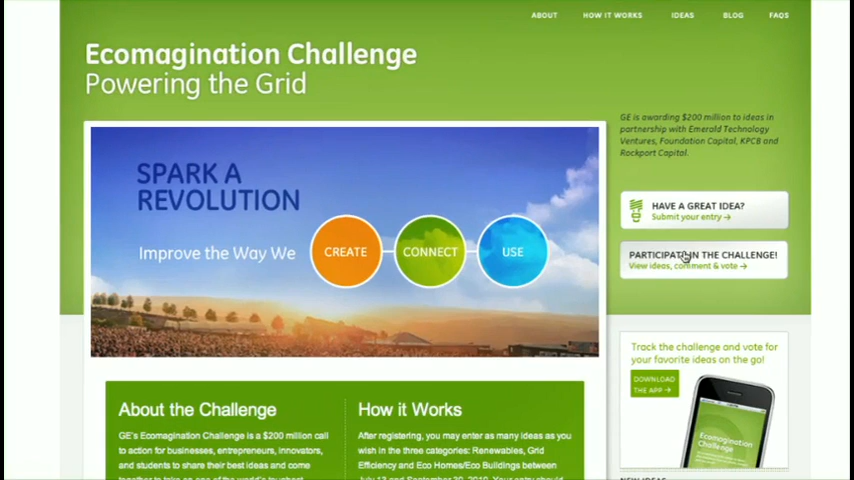 ABOUT HOW IT WORKS IDEAS BLOG FAQS
Ecomagination Challenge
Powering the Grid
GE is awarding $200 million to ideas in
partnership with Emerald Technology
Ventures, Foundation Capital, KPCB and
Rockport Capital.
SPARK A
REVOLUTION
Improve the Way We
CREATE
CONNECT
USE
HAVE A GREAT IDEA?
Submit your entry →
PARTICIPATE IN THE CHALLENGE!
View ideas, comment & vote →
Track the challenge and vote for
your favorite ideas on the go!
DOWNLOAD
THE APP →
Ecomagination
Challenge
About the Challenge
GE's Ecomagination Challenge is a $200 million call
to action for businesses, entrepreneurs, innovators,
and students to share their best ideas and come
How it Works
After registering, you may enter as many ideas as you
wish in the three categories: Renewables, Grid
Efficiency and Eco Homes/Eco Buildings between
NEW IDEAS